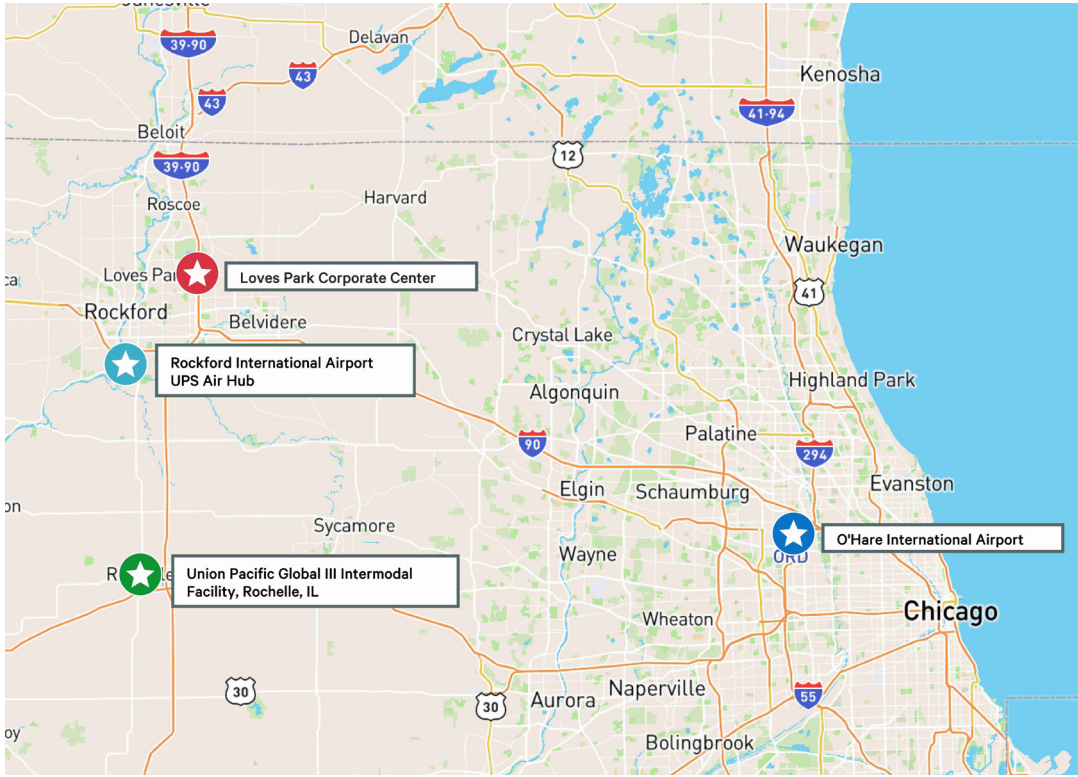 Janesville
39-90
Delavan
43
Kenosha
43
41-94
Beloit
12
39-90
Harvard
Roscoe
Waukegan
Loves Park Corporate Center
41
Rockford
Belvidere
Crystal Lake
Rockford International Airport
UPS Air Hub
Highland Park
Algonquin
Palatine
90
294
Elgin
Schaumburg
Evanston
Sycamore
O'Hare International Airport
Wayne
ORD
Union Pacific Global III Intermodal
Facility, Rochelle, IL
Chicago
Wheaton
30
30
Aurora
Naperville
55
Bolingbrook